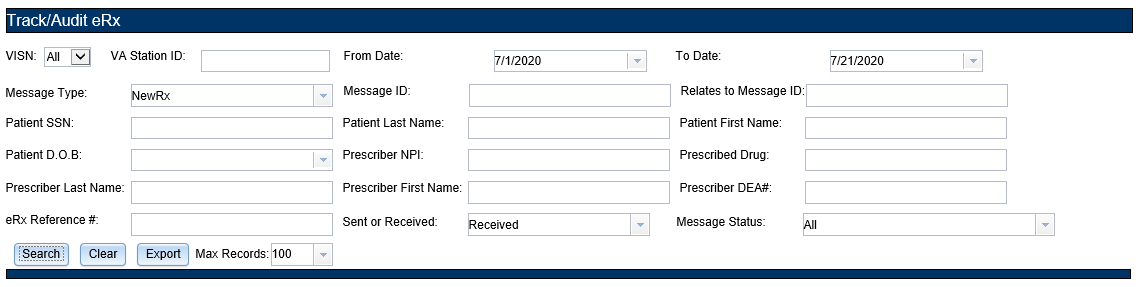 Track/Audit eRx
VISN: All VA Station ID: From Date: 7/1/2020 To Date: 7/21/2020
Message Type: NewRx Message ID: Relates to Message ID:
Patient SSN: Patient Last Name: Patient First Name:
Patient D.O.B: Prescriber NPI: Prescribed Drug:
Prescriber Last Name: Prescriber First Name: Prescriber DEA#:
eRx Reference #: Sent or Received: Received Message Status: All
Search Clear Export Max Records: 100